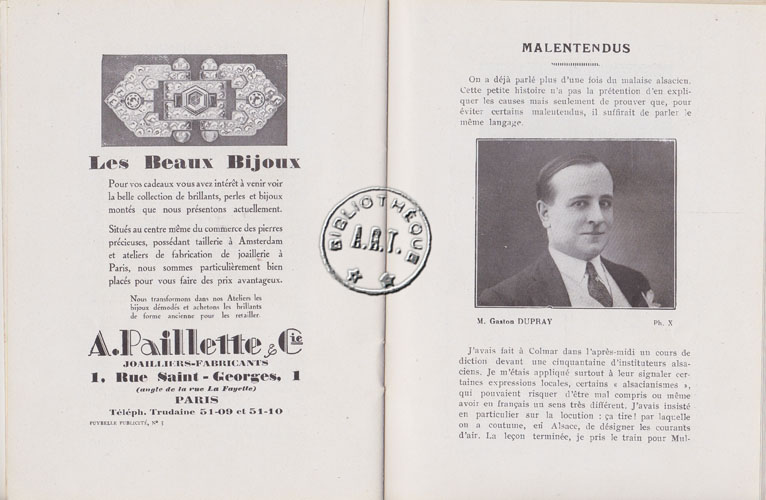 Les Beaux Bijoux
Pour vos cadeaux vous avez intérêt à venir voir
la belle collection de brillants, perles et bijoux
montés que nous présentons actuellement.
Situés au centre même du commerce des pierres
précieuses, possédant taillerie à Amsterdam
et ateliers de fabrication de joaillerie à
Paris, nous sommes particulièrement bien
placés pour vous faire des prix avantageux.
Nous transformons dans nos Ateliers les
bijoux démodés et achetons les brillants
de forme ancienne pour les retailler.
A. Paillette & Cie
JOAILLIERS-FABRICANTS
1, Rue Saint-Georges, 1
(angle de la rue La Fayette)
PARIS
Téléph. Trudaine 51-09 et 51-10
PUYBELLE PUBLICITÉ, N° 3
BIBLIOTHÈQUE
A.R.T.
MALENTENDUS
On a déjà parlé plus d'une fois du malaise alsacien.
Cette petite histoire n'a pas la prétention d'en expli-
quer les causes mais seulement de prouver que, pour
éviter certains malentendus, il suffirait de parler le
même langage.
M. Gaston DUPRAY
Ph. X
J'avais fait à Colmar dans l'après-midi un cours de
diction devant une cinquantaine d'instituteurs alsa-
ciens. Je m'étais appliqué surtout à leur signaler cer-
taines expressions locales, certains « alsacianismes »,
qui pouvaient risquer d'être mal compris ou même
avoir en français un sens très différent. J'avais insisté
en particulier sur la locution : ça tire! par laquelle
on a coutume, en Alsace, de désigner les courants
d'air. La leçon terminée, je pris le train pour Mul-